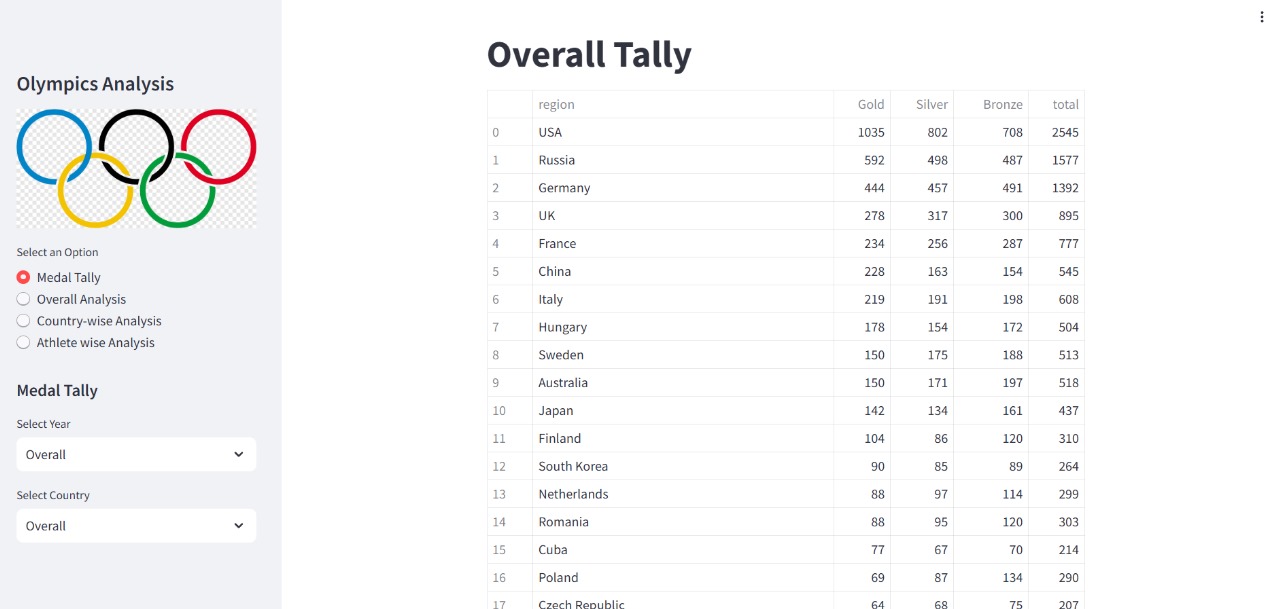 Olympics Analysis
Select an Option
Medal Tally
Overall Analysis
Country-wise Analysis
Athlete wise Analysis
Medal Tally
Select Year
Overall
Select Country
Overall
Overall Tally
region Gold Silver Bronze total
0 USA 1035 802 708 2545
1 Russia 592 498 487 1577
2 Germany 444 457 491 1392
3 UK 278 317 300 895
4 France 234 256 287 777
5 China 228 163 154 545
6 Italy 219 191 198 608
7 Hungary 178 154 172 504
8 Sweden 150 175 188 513
9 Australia 150 171 197 518
10 Japan 142 134 161 437
11 Finland 104 86 120 310
12 South Korea 90 85 89 264
13 Netherlands 88 97 114 299
14 Romania 88 95 120 303
15 Cuba 77 67 70 214
16 Poland 69 87 134 290
17 Czech Republic 64 68 75 207